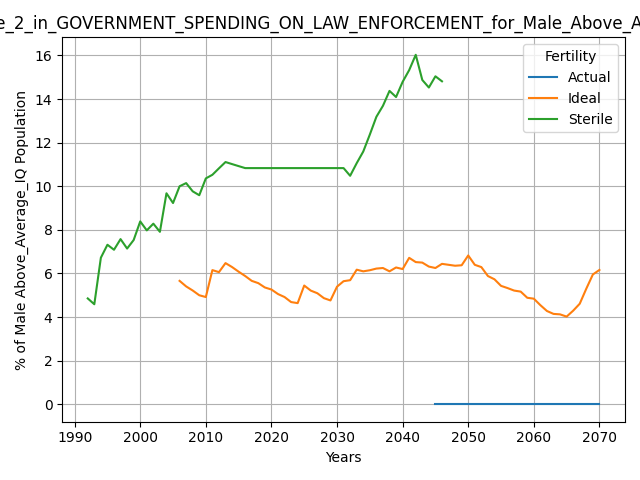 e_2_in_GOVERNMENT_SPENDING_ON_LAW_ENFORCEMENT_for_Male_Above_A
Fertility
Actual
Ideal
Sterile
% of Male Above_Average_IQ Population
16
14
12
10
8
6
4
2
0
1990 2000 2010 2020 2030 2040 2050 2060 2070
Years